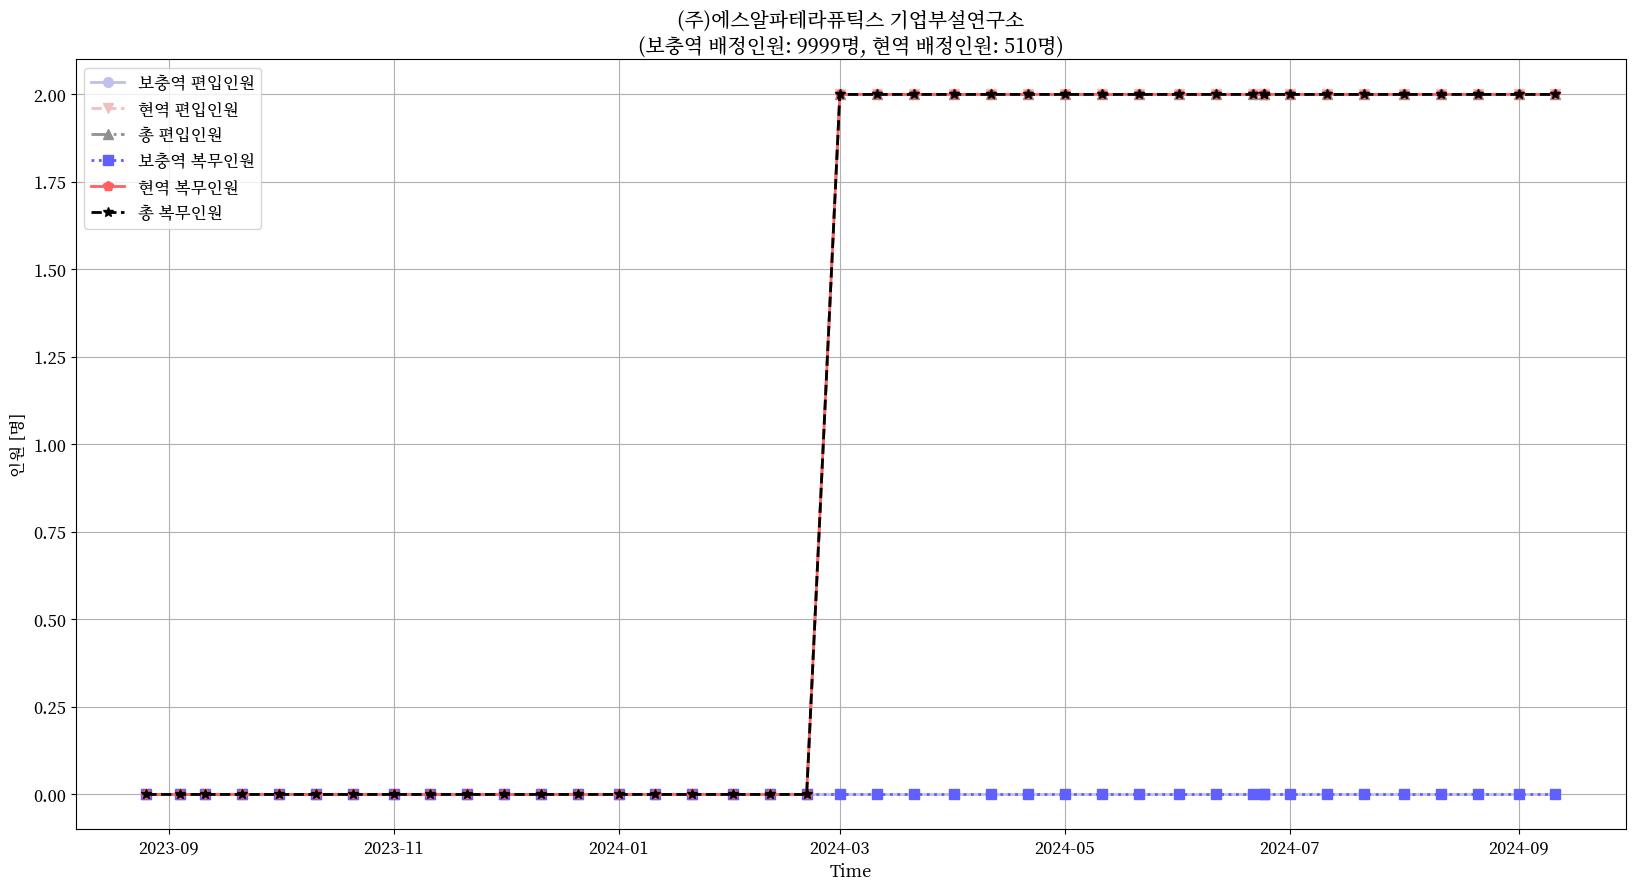 (주)에스알파테라퓨틱스 기업부설연구소
(보충역 배정인원: 9999명, 현역 배정인원: 510명)
보충역 편입인원
현역 편입인원
총 편입인원
보충역 복무인원
현역 복무인원
총 복무인원
2.00
1.75
1.50
1.25
1.00
0.75
0.50
0.25
0.00
인원 [명]
2023-09
2023-11
2024-01
2024-03
2024-05
2024-07
2024-09
Time